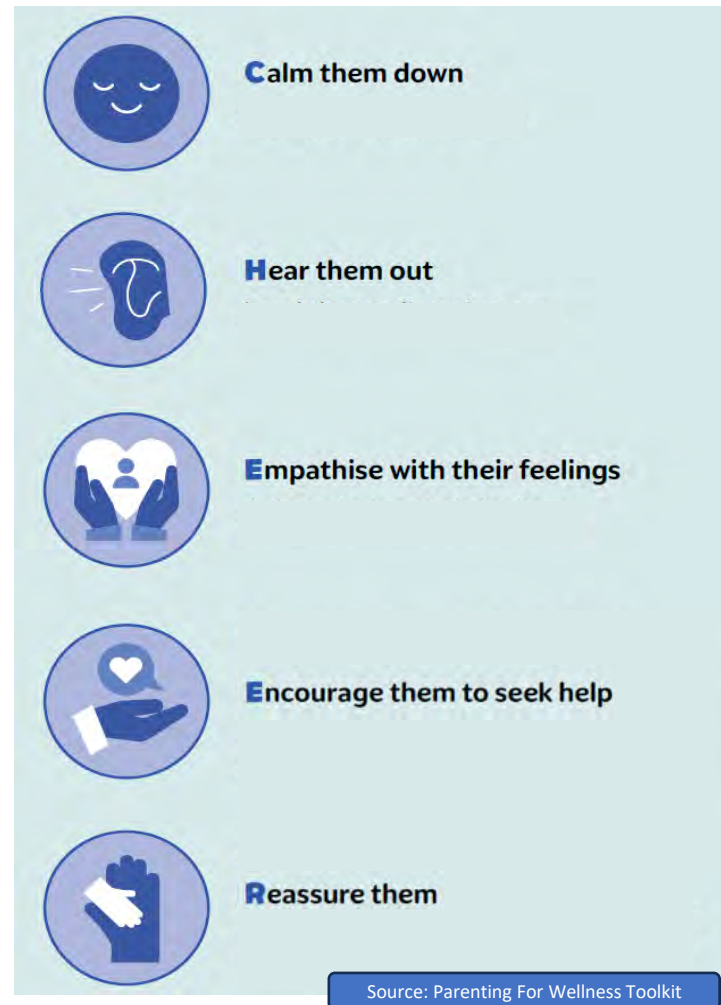 Calm them down
Hear them out
Empathise with their feelings
Encourage them to seek help
Reassure them
Source: Parenting For Wellness Toolkit